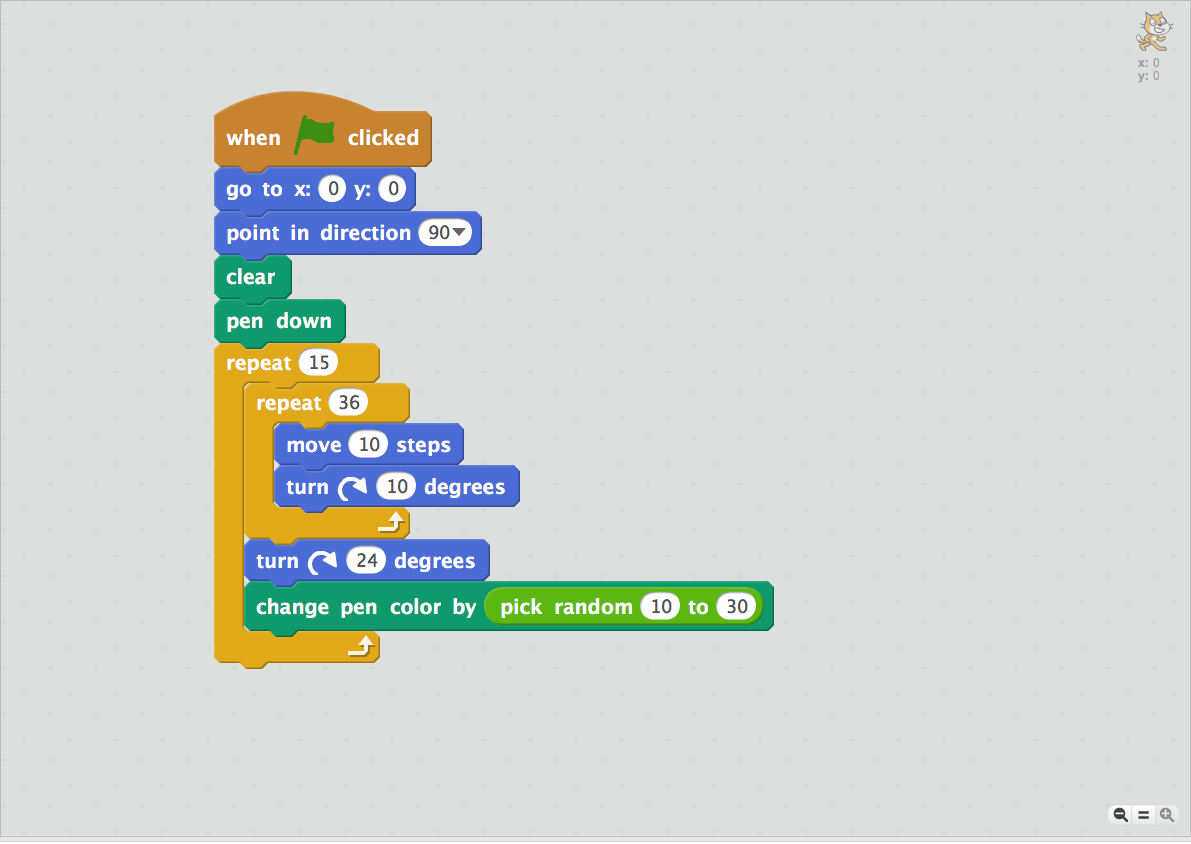 x: 0
y: 0
when clicked
go to x: 0 y: 0
point in direction 90
clear
pen down
repeat 15
repeat 36
move 10 steps
turn 10 degrees
turn 24 degrees
change pen color by pick random 10 to 30